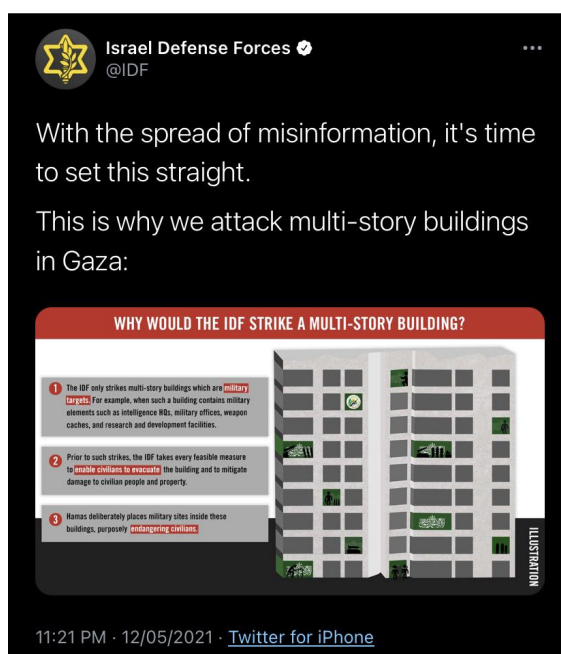 Israel Defense Forces
@IDF
With the spread of misinformation, it's time
to set this straight.
This is why we attack multi-story buildings
in Gaza:
WHY WOULD THE IDF STRIKE A MULTI-STORY BUILDING?
1 The IDF only strikes multi-story buildings which are military
targets. For example, when such a building contains military
elements such as intelligence HQs, military offices, weapon
caches, and research and development facilities.
2 Prior to such strikes, the IDF takes every feasible measure
to enable civilians to evacuate the building and to mitigate
damage to civilian people and property.
3 Hamas deliberately places military sites inside these
buildings, purposely endangering civilians.
ILLUSTRATION
11:21 PM · 12/05/2021 · Twitter for iPhone